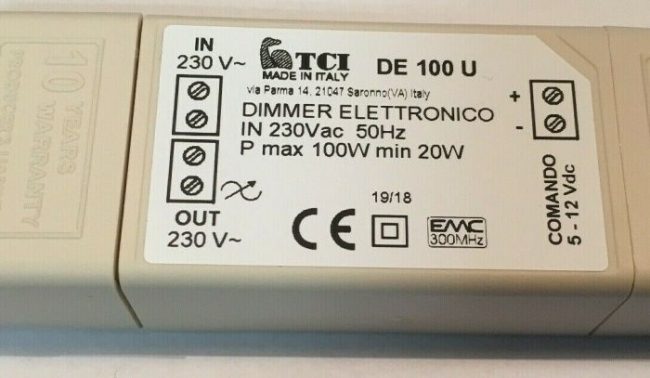 10
YEARS
WARRANTY
IN
230 V~
TCI
MADE IN ITALY
DE 100 U
via Parma 14, 21047 Saronno(VA) Italy
DIMMER ELETTRONICO
IN 230Vac 50Hz
P max 100W min 20W
+
-
OUT
230 V~
19/18
CE
EMC
300MHz
COMANDO
5 - 12 Vdc